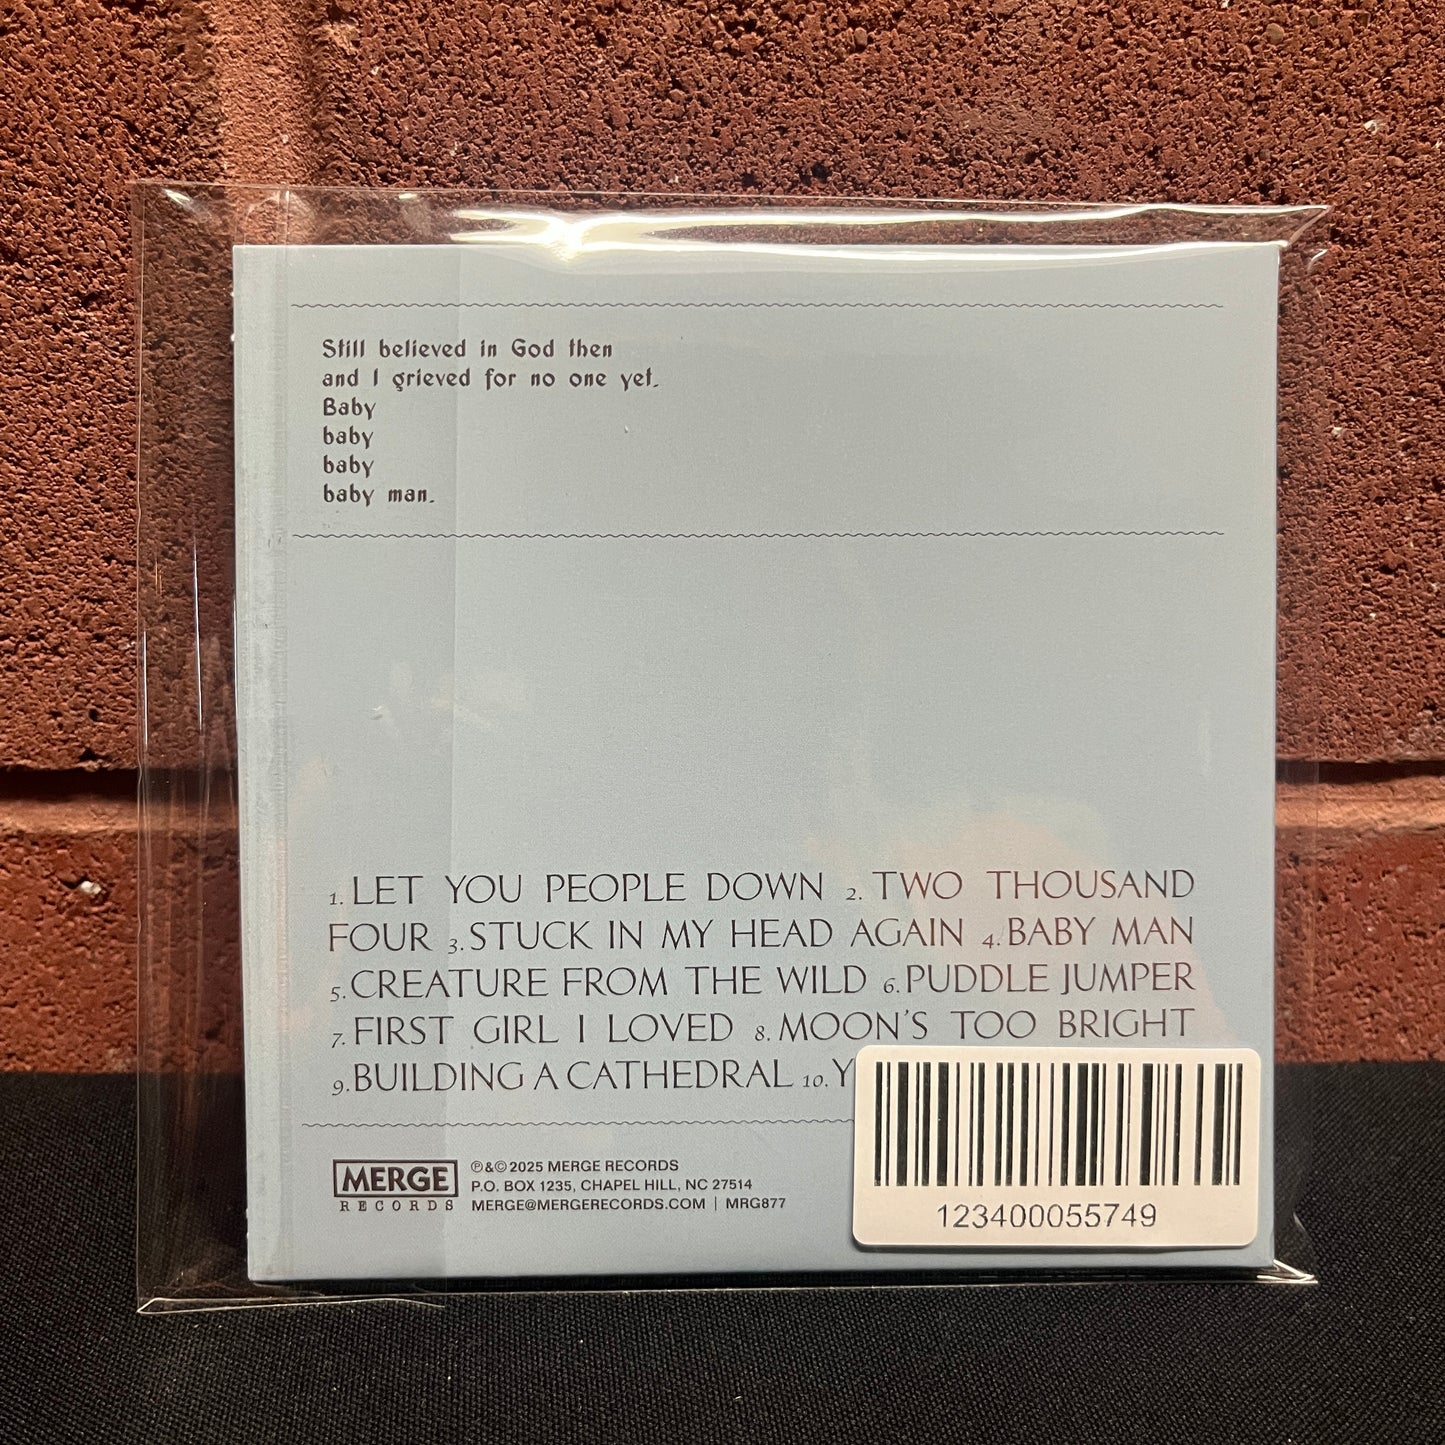 Still believed in God then
and I grieved for no one yet.
Baby
baby
baby
baby man.
1. LET YOU PEOPLE DOWN 2. TWO THOUSAND
FOUR 3. STUCK IN MY HEAD AGAIN 4. BABY MAN
5. CREATURE FROM THE WILD 6. PUDDLE JUMPER
7. FIRST GIRL I LOVED 8. MOON'S TOO BRIGHT
9. BUILDING A CATHEDRAL 10.
MERGE
RECORDS
℗&© 2025 MERGE RECORDS
P.O. BOX 1235, CHAPEL HILL, NC 27514
MERGE@MERGERECORDS.COM | MRG877
123400055749